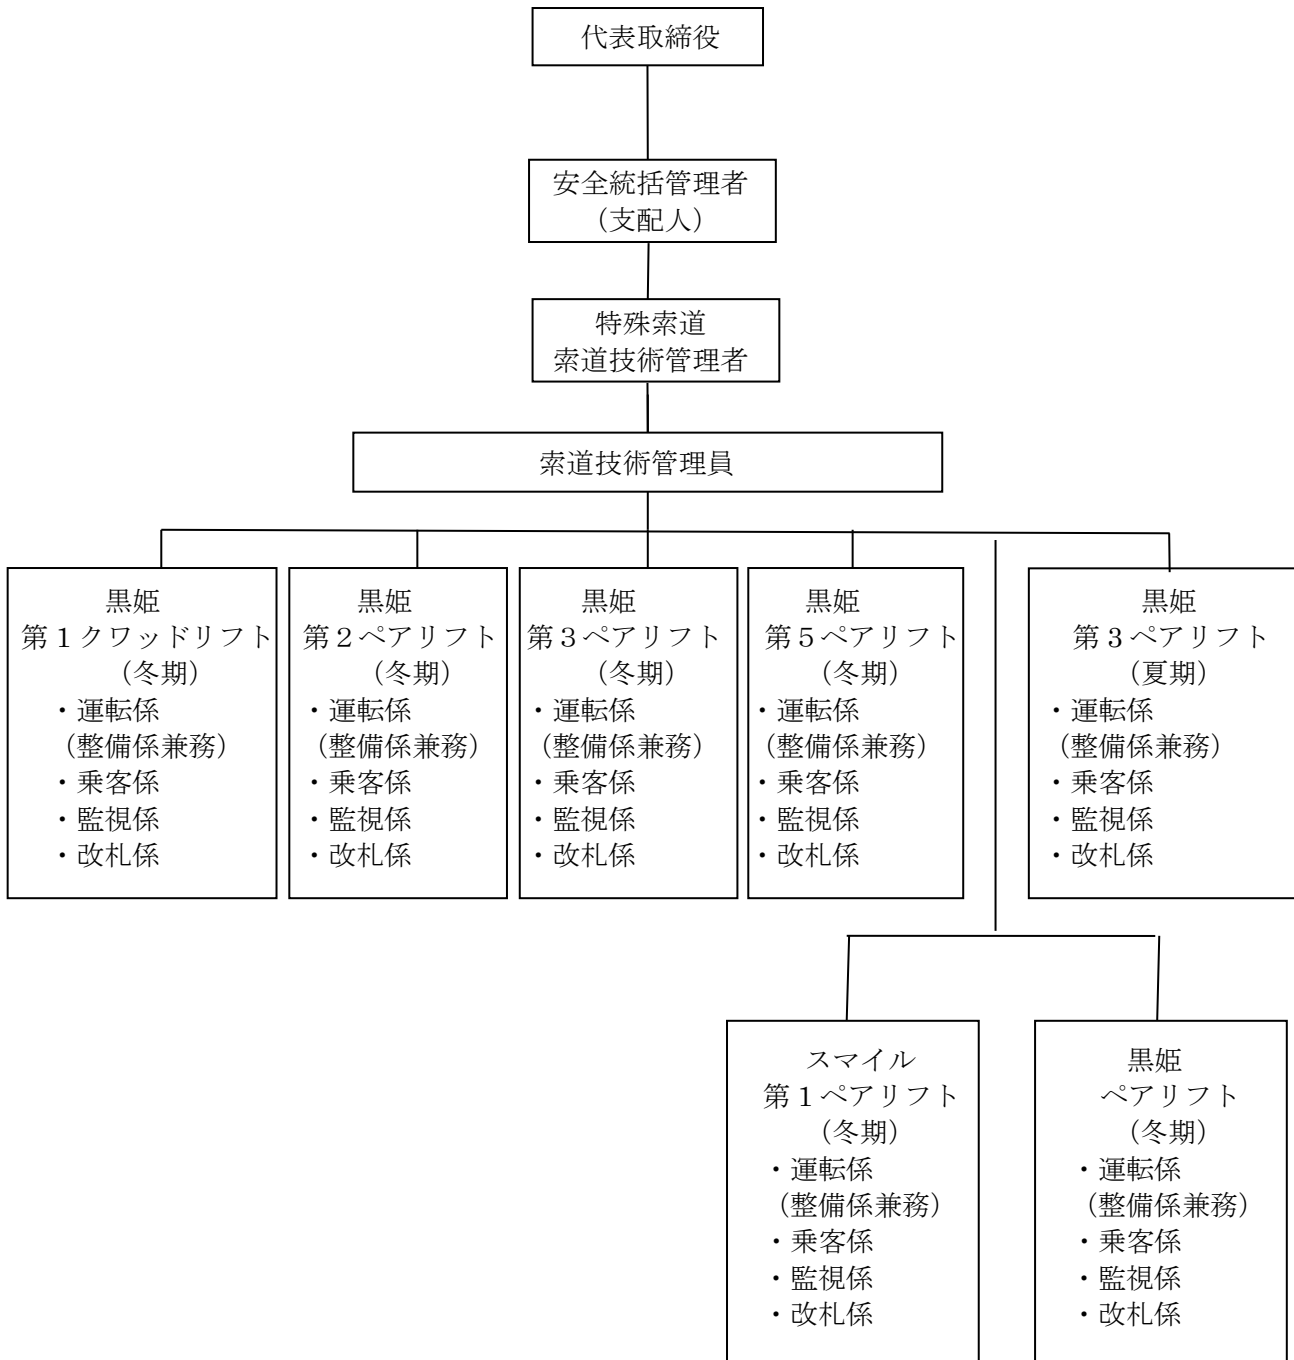 代表取締役
安全統括管理者
(支配人)
特殊索道
索道技術管理者
索道技術管理員
黒姫
第１クワッドリフト
(冬期)
・運転係
(整備係兼務)
・乗客係
・監視係
・改札係
黒姫
第２ペアリフト
(冬期)
・運転係
(整備係兼務)
・乗客係
・監視係
・改札係
黒姫
第３ペアリフト
(冬期)
・運転係
(整備係兼務)
・乗客係
・監視係
・改札係
黒姫
第５ペアリフト
(冬期)
・運転係
(整備係兼務)
・乗客係
・監視係
・改札係
黒姫
第３ペアリフト
(夏期)
・運転係
(整備係兼務)
・乗客係
・監視係
・改札係
スマイル
第１ペアリフト
(冬期)
・運転係
(整備係兼務)
・乗客係
・監視係
・改札係
黒姫
ペアリフト
(冬期)
・運転係
(整備係兼務)
・乗客係
・監視係
・改札係